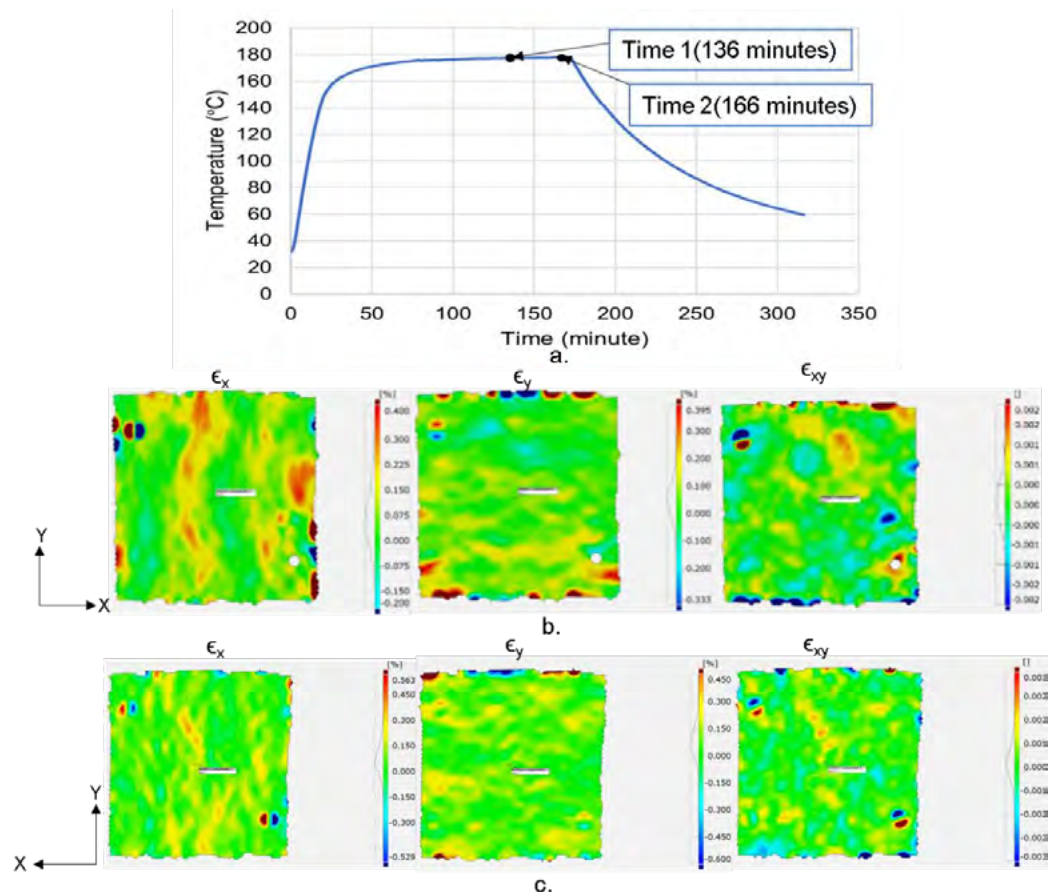 200
180
160
140
120
100
80
60
40
20
0
Temperature (°C)
Time 1(136 minutes)
Time 2(166 minutes)
0 50 100 150 200 250 300 350
Time (minute)
a.
ϵx ϵy ϵxy
[%] [%] []
0.400 0.395 0.002
0.300 0.300 0.002
0.225 0.200 0.001
0.150 0.100 0.000
0.075 0.000 -0.000
0.000 -0.100 -0.001
-0.075 -0.200 -0.002
-0.150 -0.333 -0.002
-0.200
Y
X
b.
ϵx ϵy ϵxy
[%] [%] []
0.563 0.450
0.450 0.300
0.300 0.150
0.150 0.000
0.000 -0.150
-0.150 -0.300
-0.300 -0.450
-0.529 -0.600
Y
X
c.